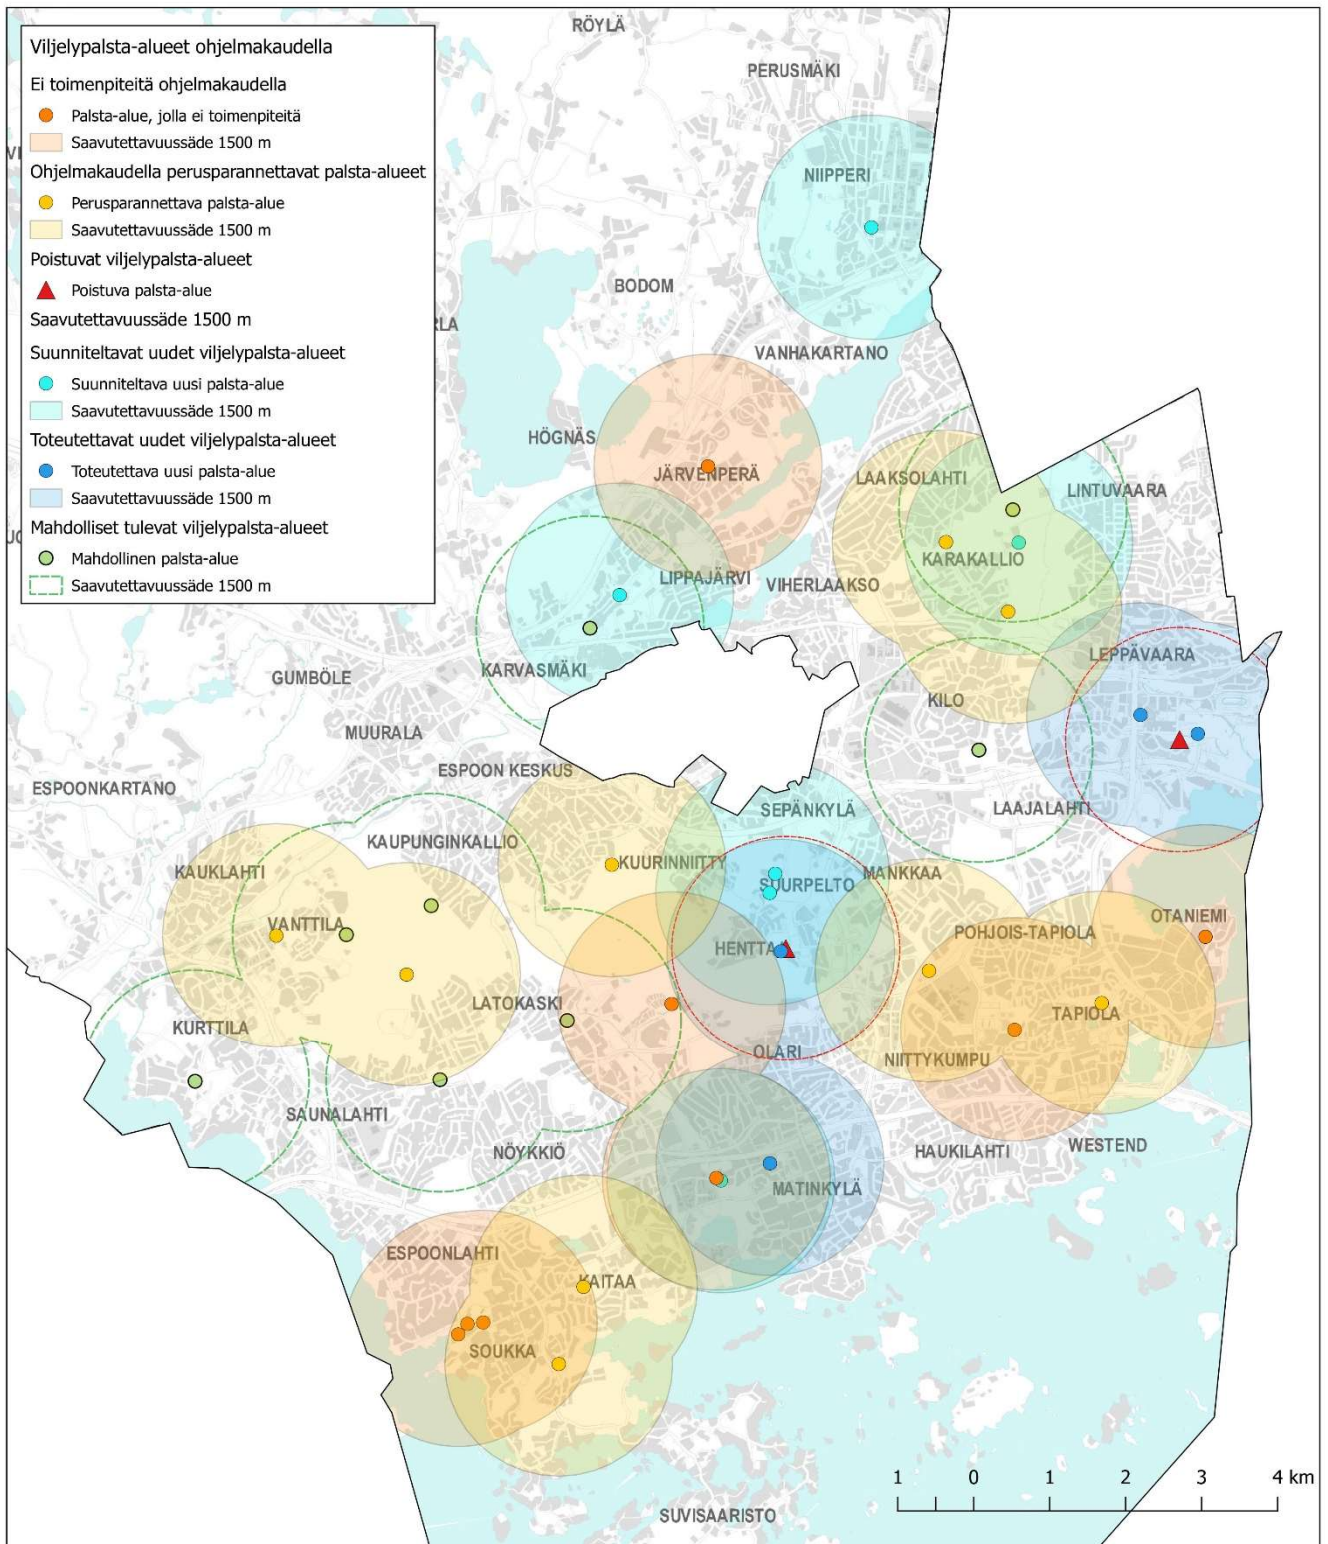 Viljelypalsta-alueet ohjelmakaudella
Ei toimenpiteitä ohjelmakaudella
Palsta-alue, jolla ei toimenpiteitä
Saavutettavuussäde 1500 m
Ohjelmakaudella perusparannettavat palsta-alueet
Perusparannettava palsta-alue
Saavutettavuussäde 1500 m
Poistuvat viljelypalsta-alueet
Poistuva palsta-alue
Saavutettavuussäde 1500 m
Suunniteltavat uudet viljelypalsta-alueet
Suunniteltava uusi palsta-alue
Saavutettavuussäde 1500 m
Toteutettavat uudet viljelypalsta-alueet
Toteutettava uusi palsta-alue
Saavutettavuussäde 1500 m
Mahdolliset tulevat viljelypalsta-alueet
Mahdollinen palsta-alue
Saavutettavuussäde 1500 m
RÖYLÄ
PERUSMÄKI
NIIPPERI
BODOM
RLA
VANHAKARTANO
HÖGNÄS
JÄRVENPERÄ
LAAKSOLAHTI
LINTUVAARA
KARAKALLIO
LIPPAJÄRVI
VIHERLAAKSO
LEPPÄVAARA
KARVASMÄKI
GUMBÖLE
KILO
MUURALA
ESPOON KESKUS
ESPOONKARTANO
SEPÄNKYLÄ
LAAJALAHTI
KAUPUNGINKALLIO
KUURINNIITTY
KAUKLAHTI
MANKKAA
SUURPELTO
OTANIEMI
VANTTILA
POHJOIS-TAPIOLA
HENTTAA
LATOKASKI
TAPIOLA
KURTTILA
OLARI
NIITTYKUMPU
SAUNALAHTI
NÖYKKIÖ
HAUKILAHTI
WESTEND
MATINKYLÄ
ESPOONLAHTI
KAITAA
SOUKKA
1 0 1 2 3 4 km
SUVISAARISTO